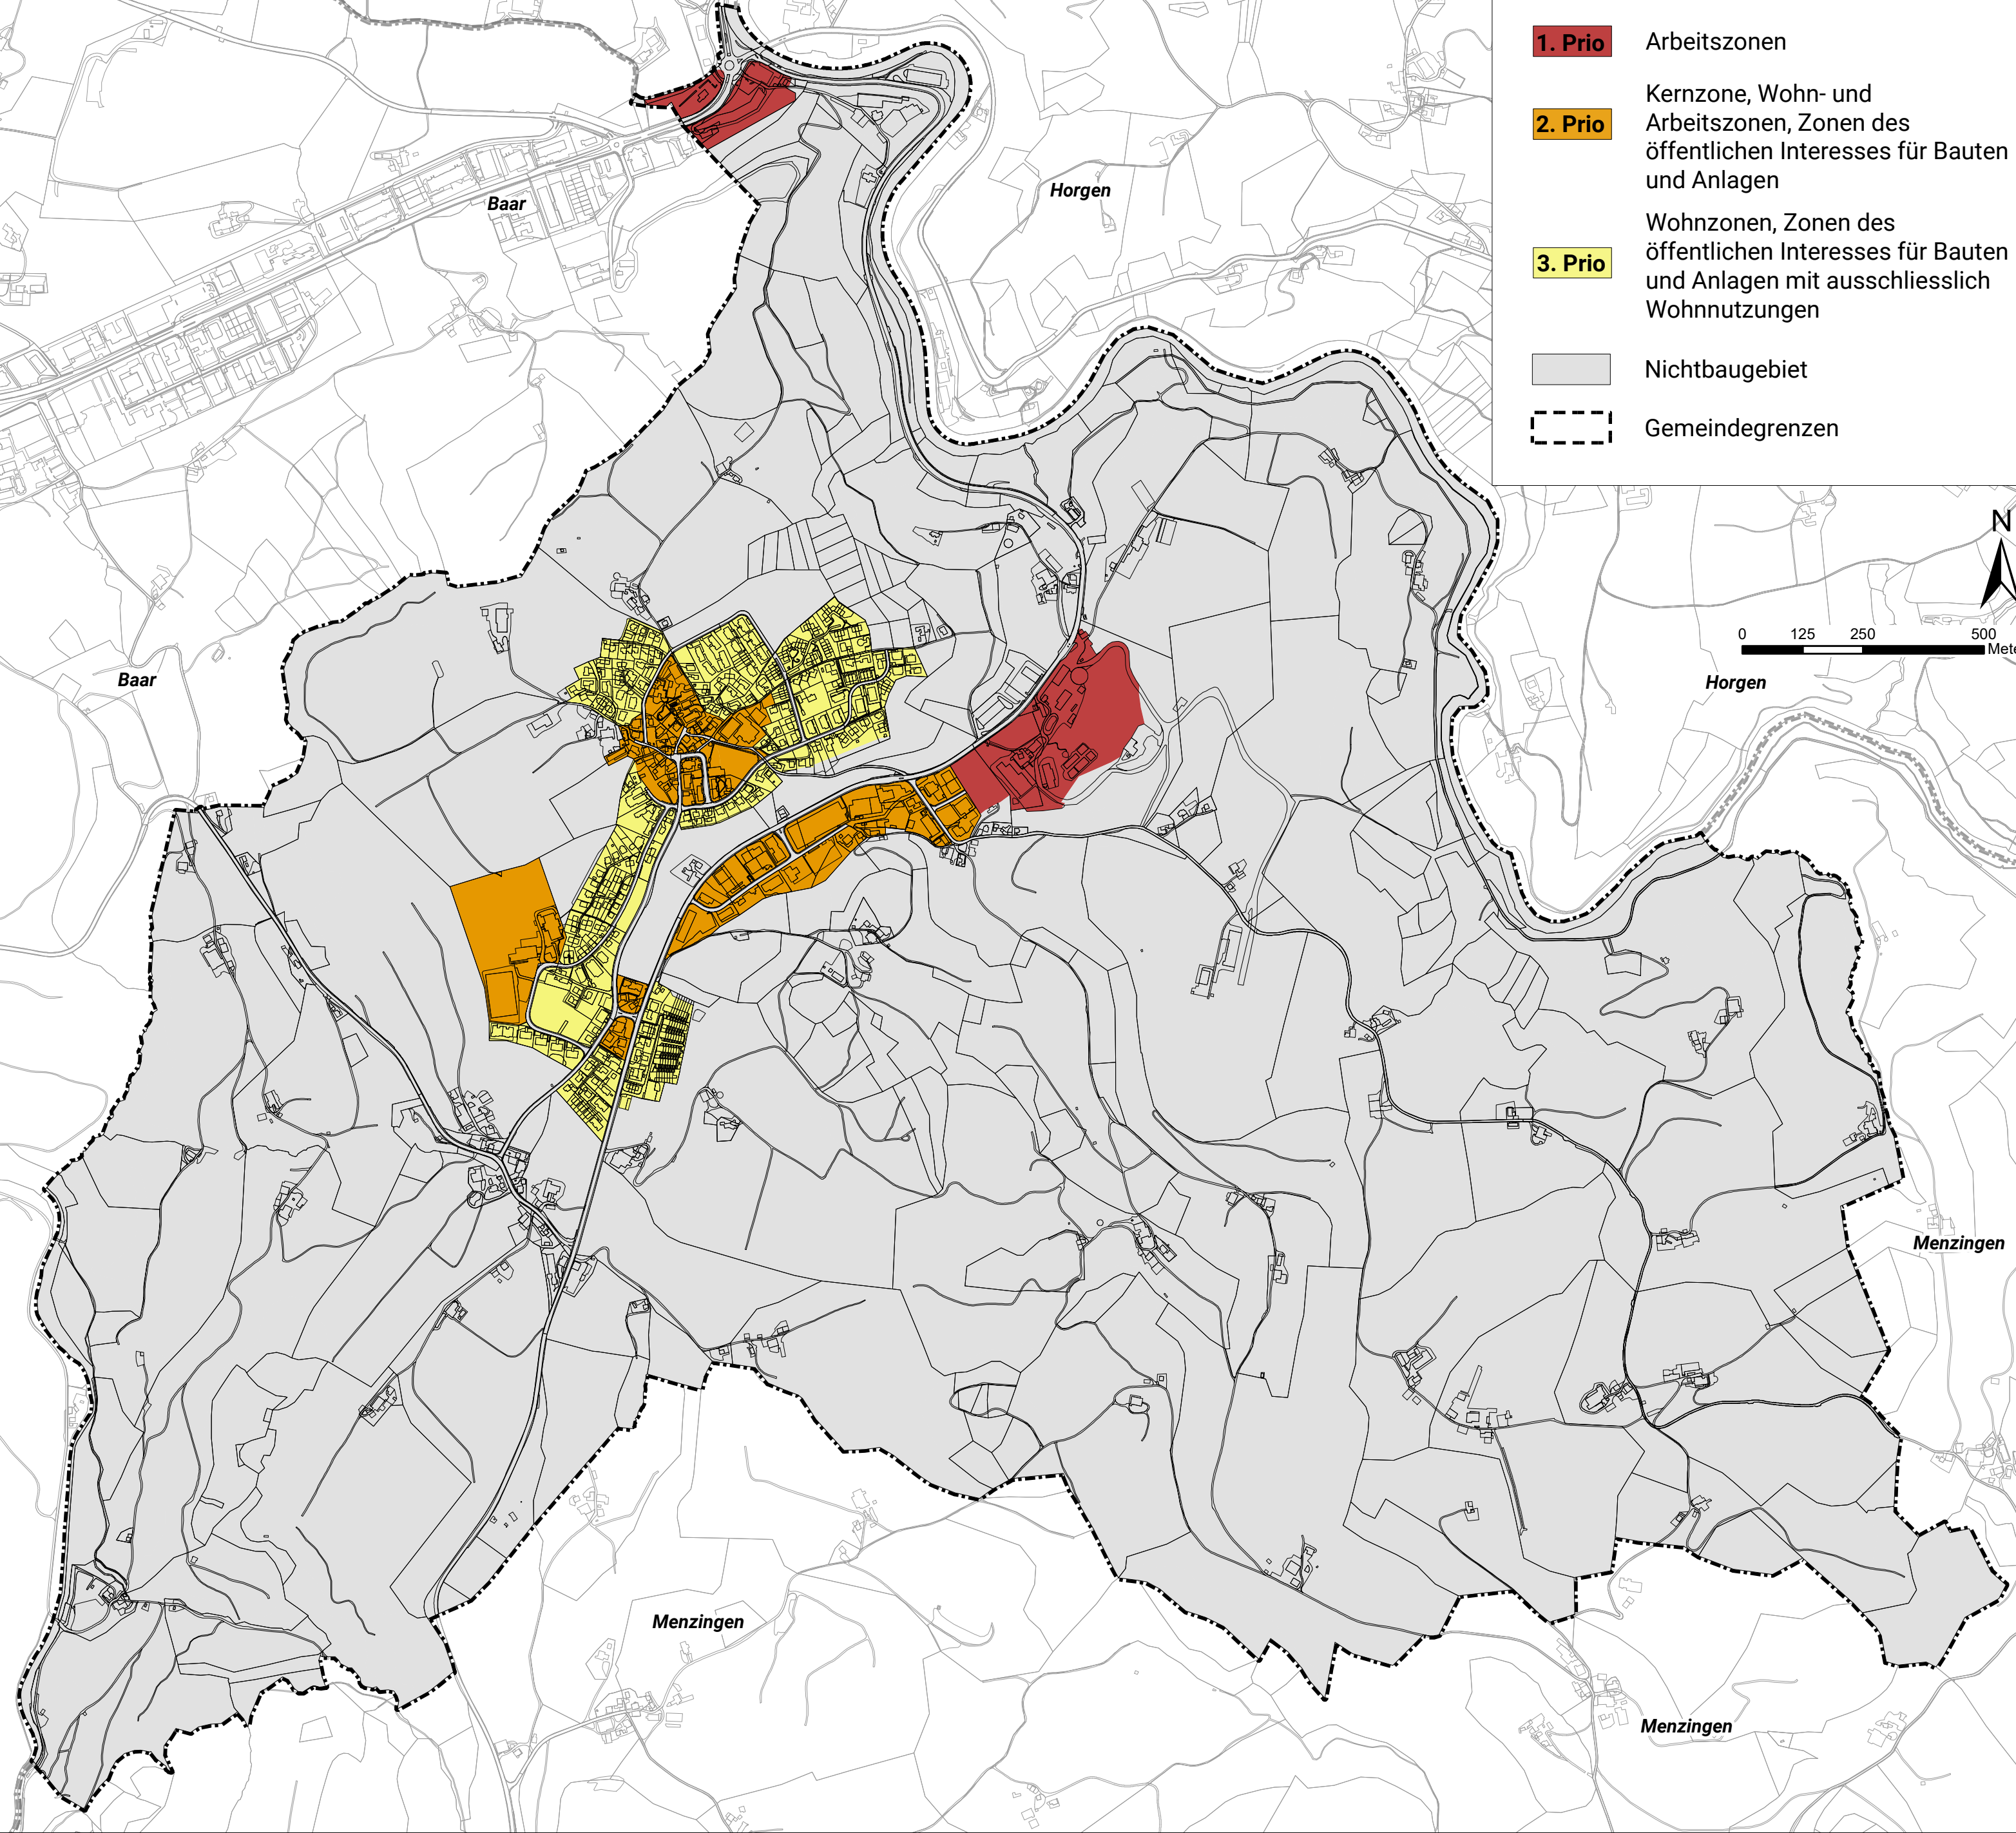 1. Prio Arbeitszonen
2. Prio
Kernzone, Wohn- und
Arbeitszonen, Zonen des
öffentlichen Interesses für Bauten
und Anlagen
3. Prio
Wohnzonen, Zonen des
öffentlichen Interesses für Bauten
und Anlagen mit ausschliesslich
Wohnnutzungen
Nichtbaugebiet
Gemeindegrenzen
Baar
Horgen
N
0 125 250 500
Mete
Baar
Horgen
Menzingen
Menzingen
Menzingen